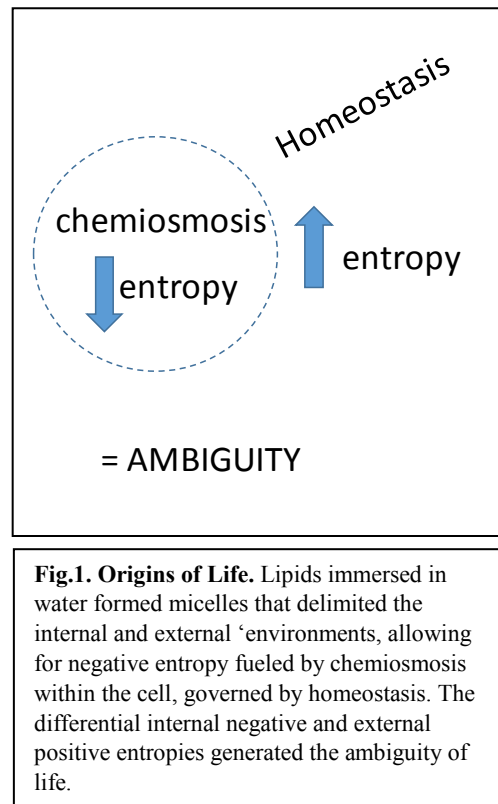 Homeostasis
chemiosmosis
entropy
entropy
= AMBIGUITY
Fig.1. Origins of Life. Lipids immersed in
water formed micelles that delimited the
internal and external ‘environments, allowing
for negative entropy fueled by chemiosmosis
within the cell, governed by homeostasis. The
differential internal negative and external
positive entropies generated the ambiguity of
life.